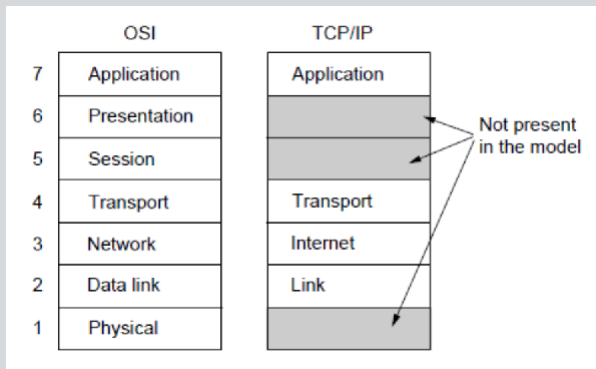 OSI TCP/IP
7 Application Application
6 Presentation
Not present
in the model
5 Session
4 Transport Transport
3 Network Internet
2 Data link Link
1 Physical